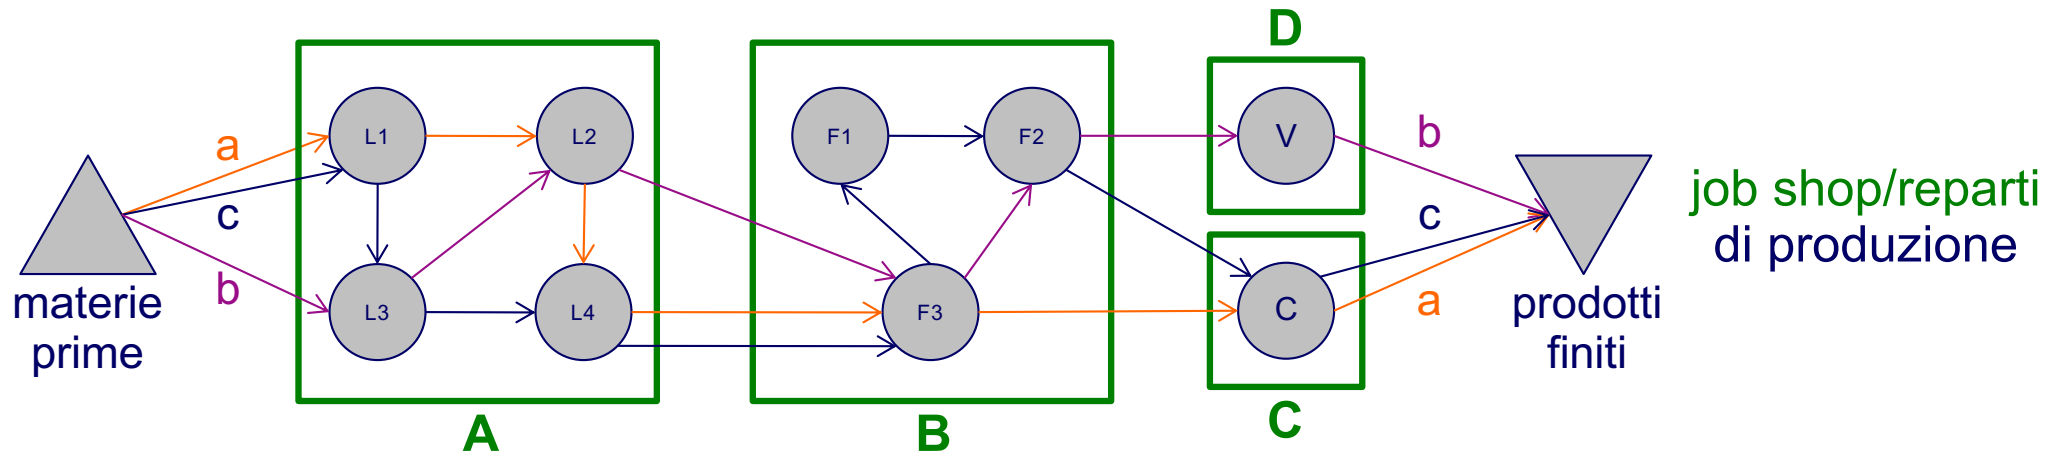 D
a
L1
L2
F1
F2
V
b
c
c
job shop/reparti
di produzione
b
materie
prime
L3
L4
F3
C
a
prodotti
finiti
A
B
C